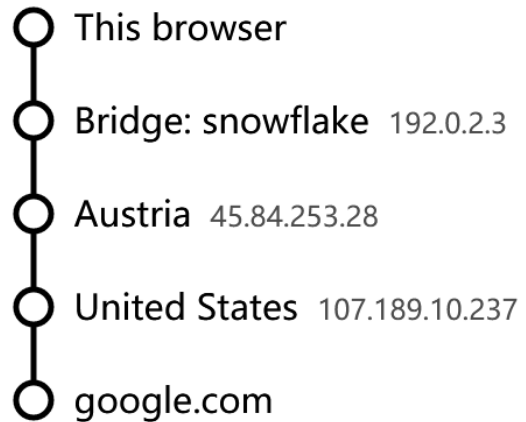 This browser
Bridge: snowflake 192.0.2.3
Austria 45.84.253.28
United States 107.189.10.237
google.com